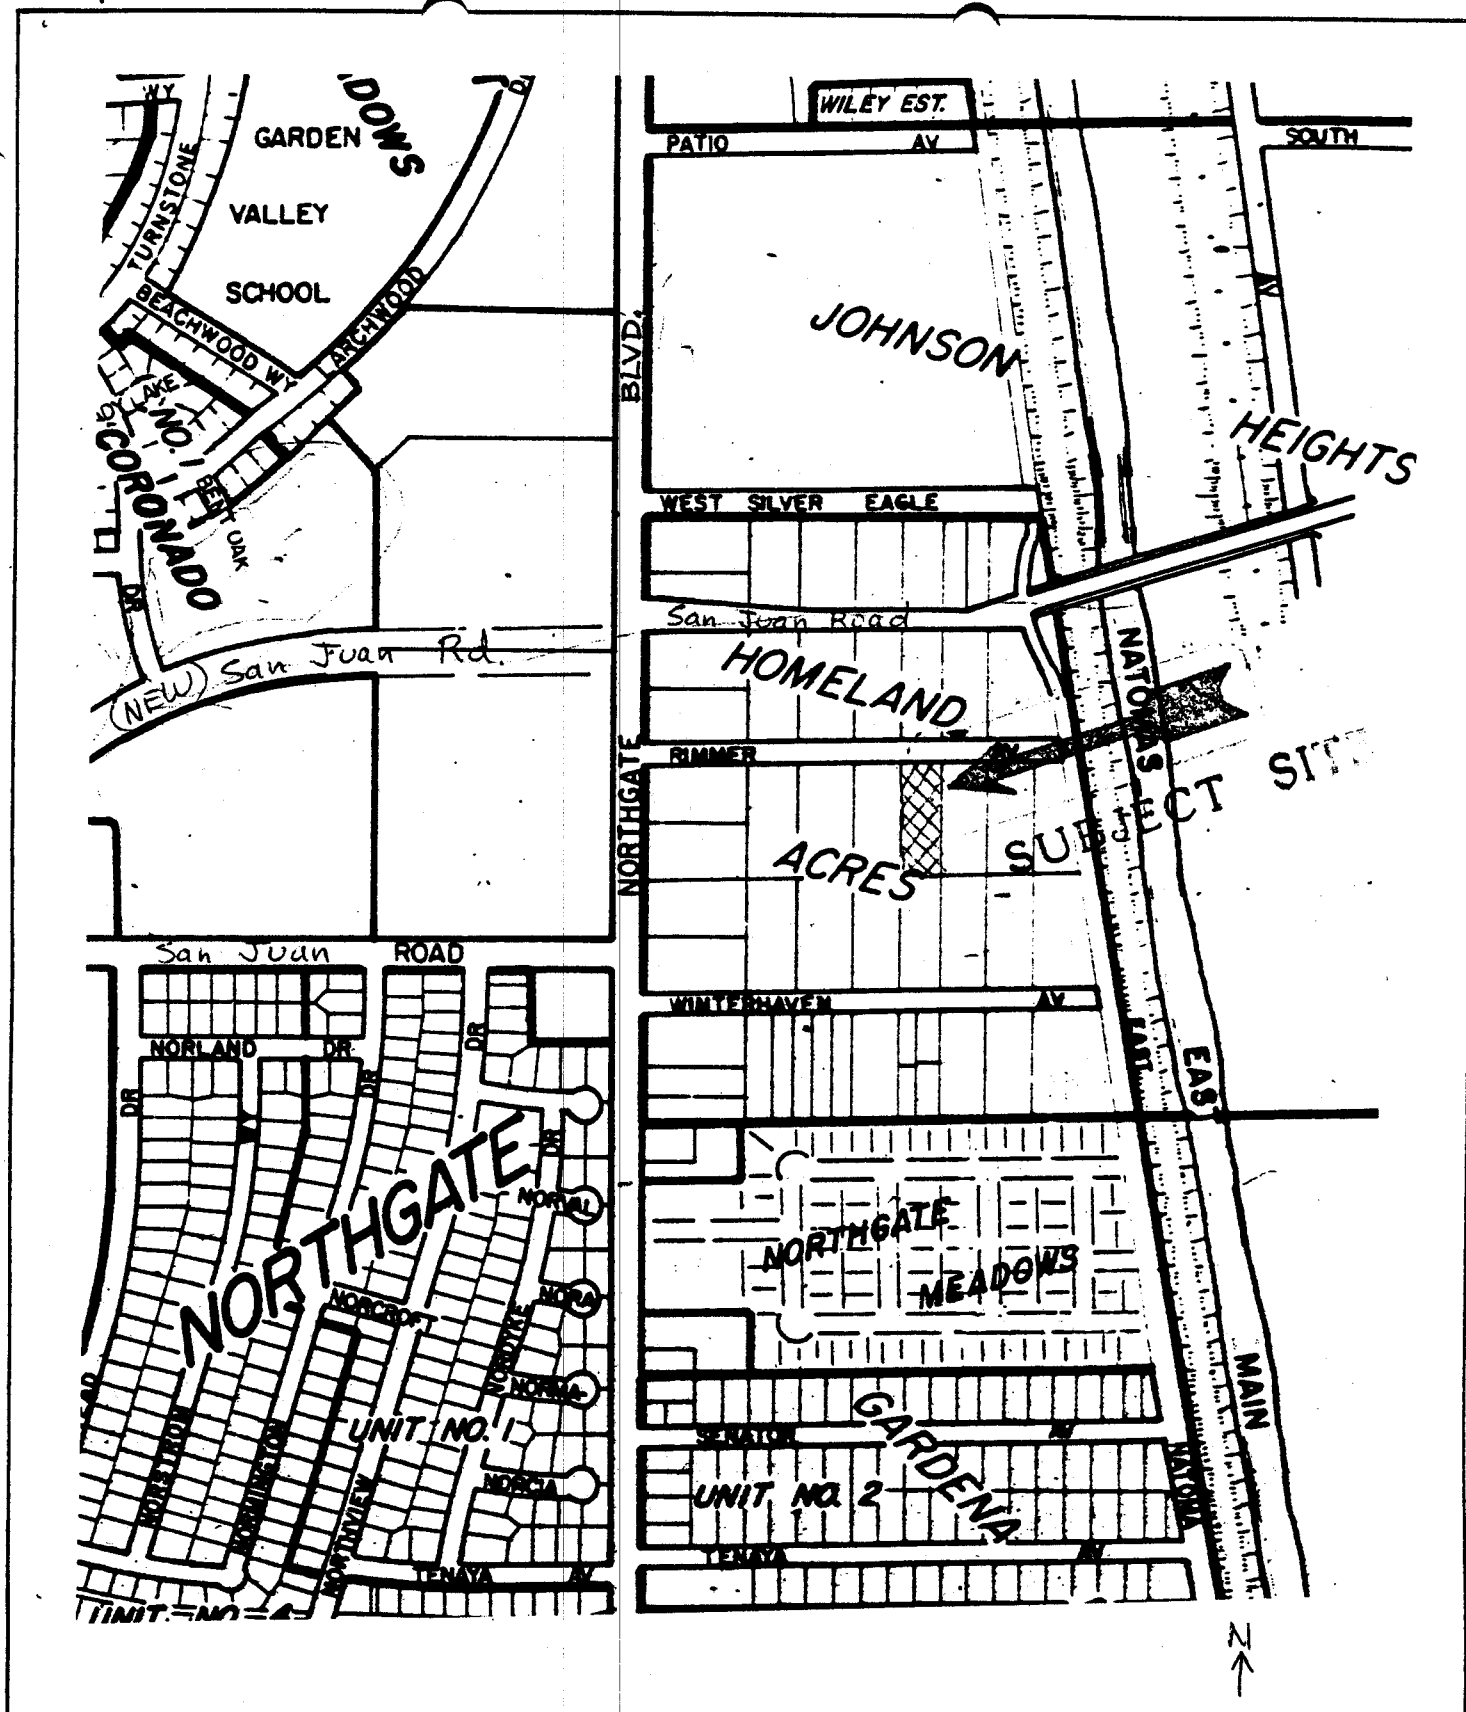 WY
DOWS
D
WILEY EST.
GARDEN
PATIO AV
SOUTH
TURNSTONE
VALLEY
SCHOOL
AV
BEACHWOOD WY
ARCHWOOD
BLVD.
JOHNSON
LAKE
NO. 1
HEIGHTS
CORONADO
BENT OAK
WEST SILVER EAGLE
DR
San Juan Road
(NEW) San Juan Rd.
HOMELAND
NATOMAS
NORTHGATE
RIMMER AV
SUBJECT SITE
ACRES
San Juan ROAD
WINTERHAVEN AV
DR
NORLAND DR
EAST
EAST
DR
DR
WY
DR
NORTHGATE
NORVAL
NORTHGATE
MEADOWS
NORA
NORCROFT
NORDYKE
MAIN
NORMA
UNIT NO. 1
GARDENA
SENATOR AV
NORSTROM
NORMINGTON
NORTHVIEW
NORCIA
UNIT NO. 2
NATOMA
TENAYA AV
TENAYA AV
UNIT NO. 4
N